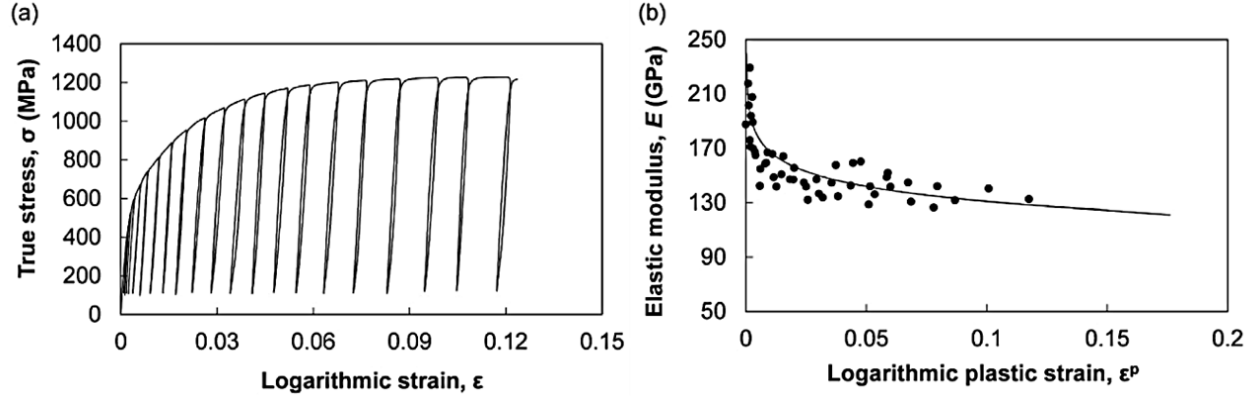 (a)
1400
1200
1000
800
600
400
200
0
True stress, σ (MPa)
0 0.03 0.06 0.09 0.12 0.15
Logarithmic strain, ε
(b)
250
210
170
130
90
50
Elastic modulus, E (GPa)
0 0.05 0.1 0.15 0.2
Logarithmic plastic strain, εᵖ